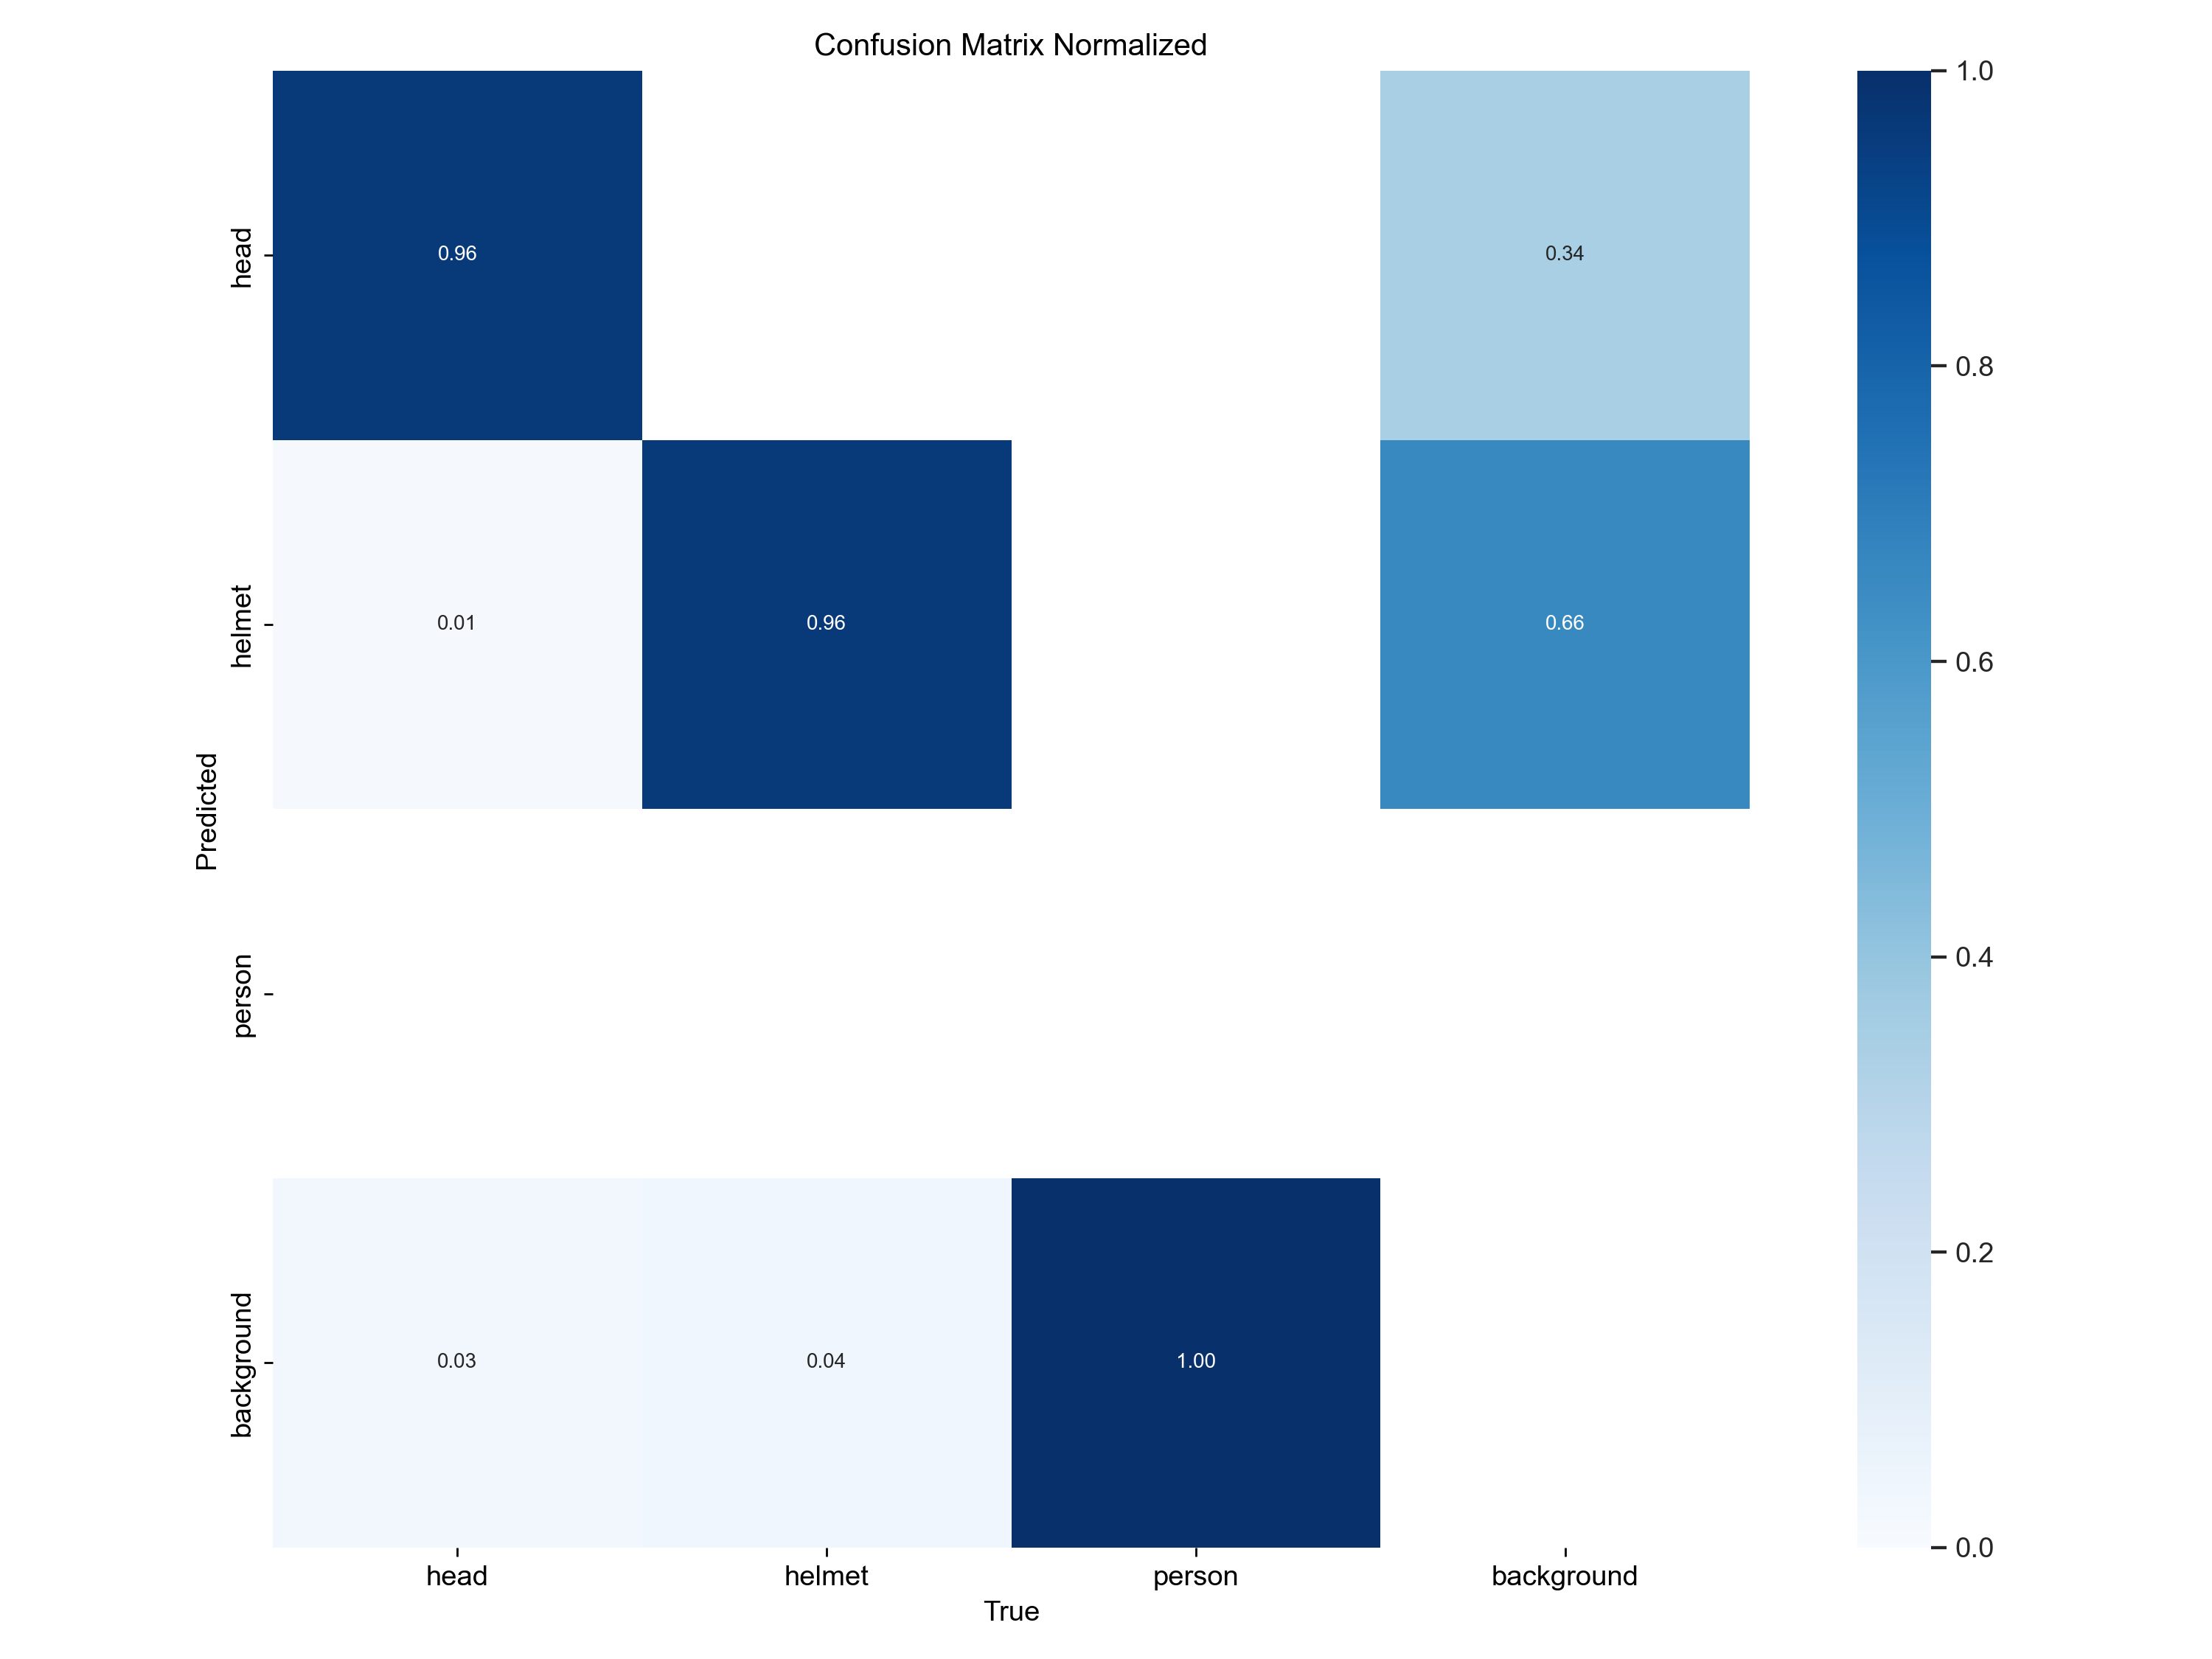 Confusion Matrix Normalized
1.0
head
0.96
0.34
0.8
helmet
0.01
0.96
0.66
0.6
Predicted
0.4
person
0.2
background
0.03
0.04
1.00
0.0
head
helmet
person
background
True